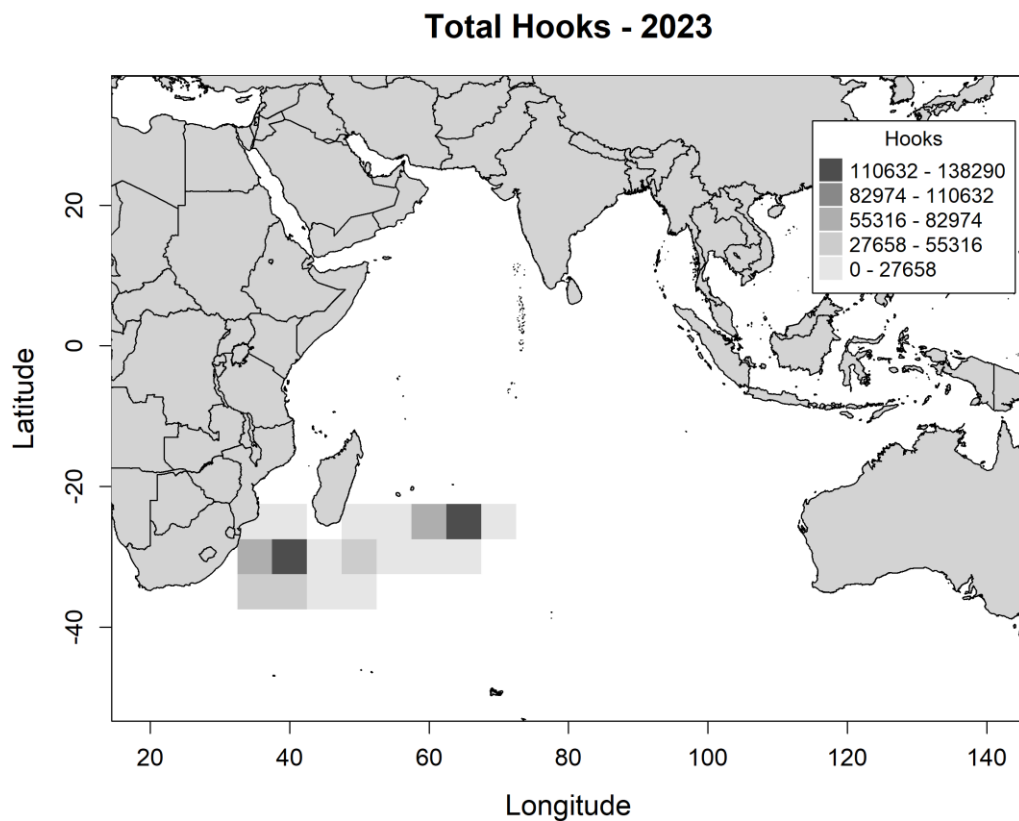 Total Hooks - 2023
Hooks
110632 - 138290
82974 - 110632
55316 - 82974
27658 - 55316
0 - 27658
20
0
-20
-40
Latitude
20 40 60 80 100 120 140
Longitude